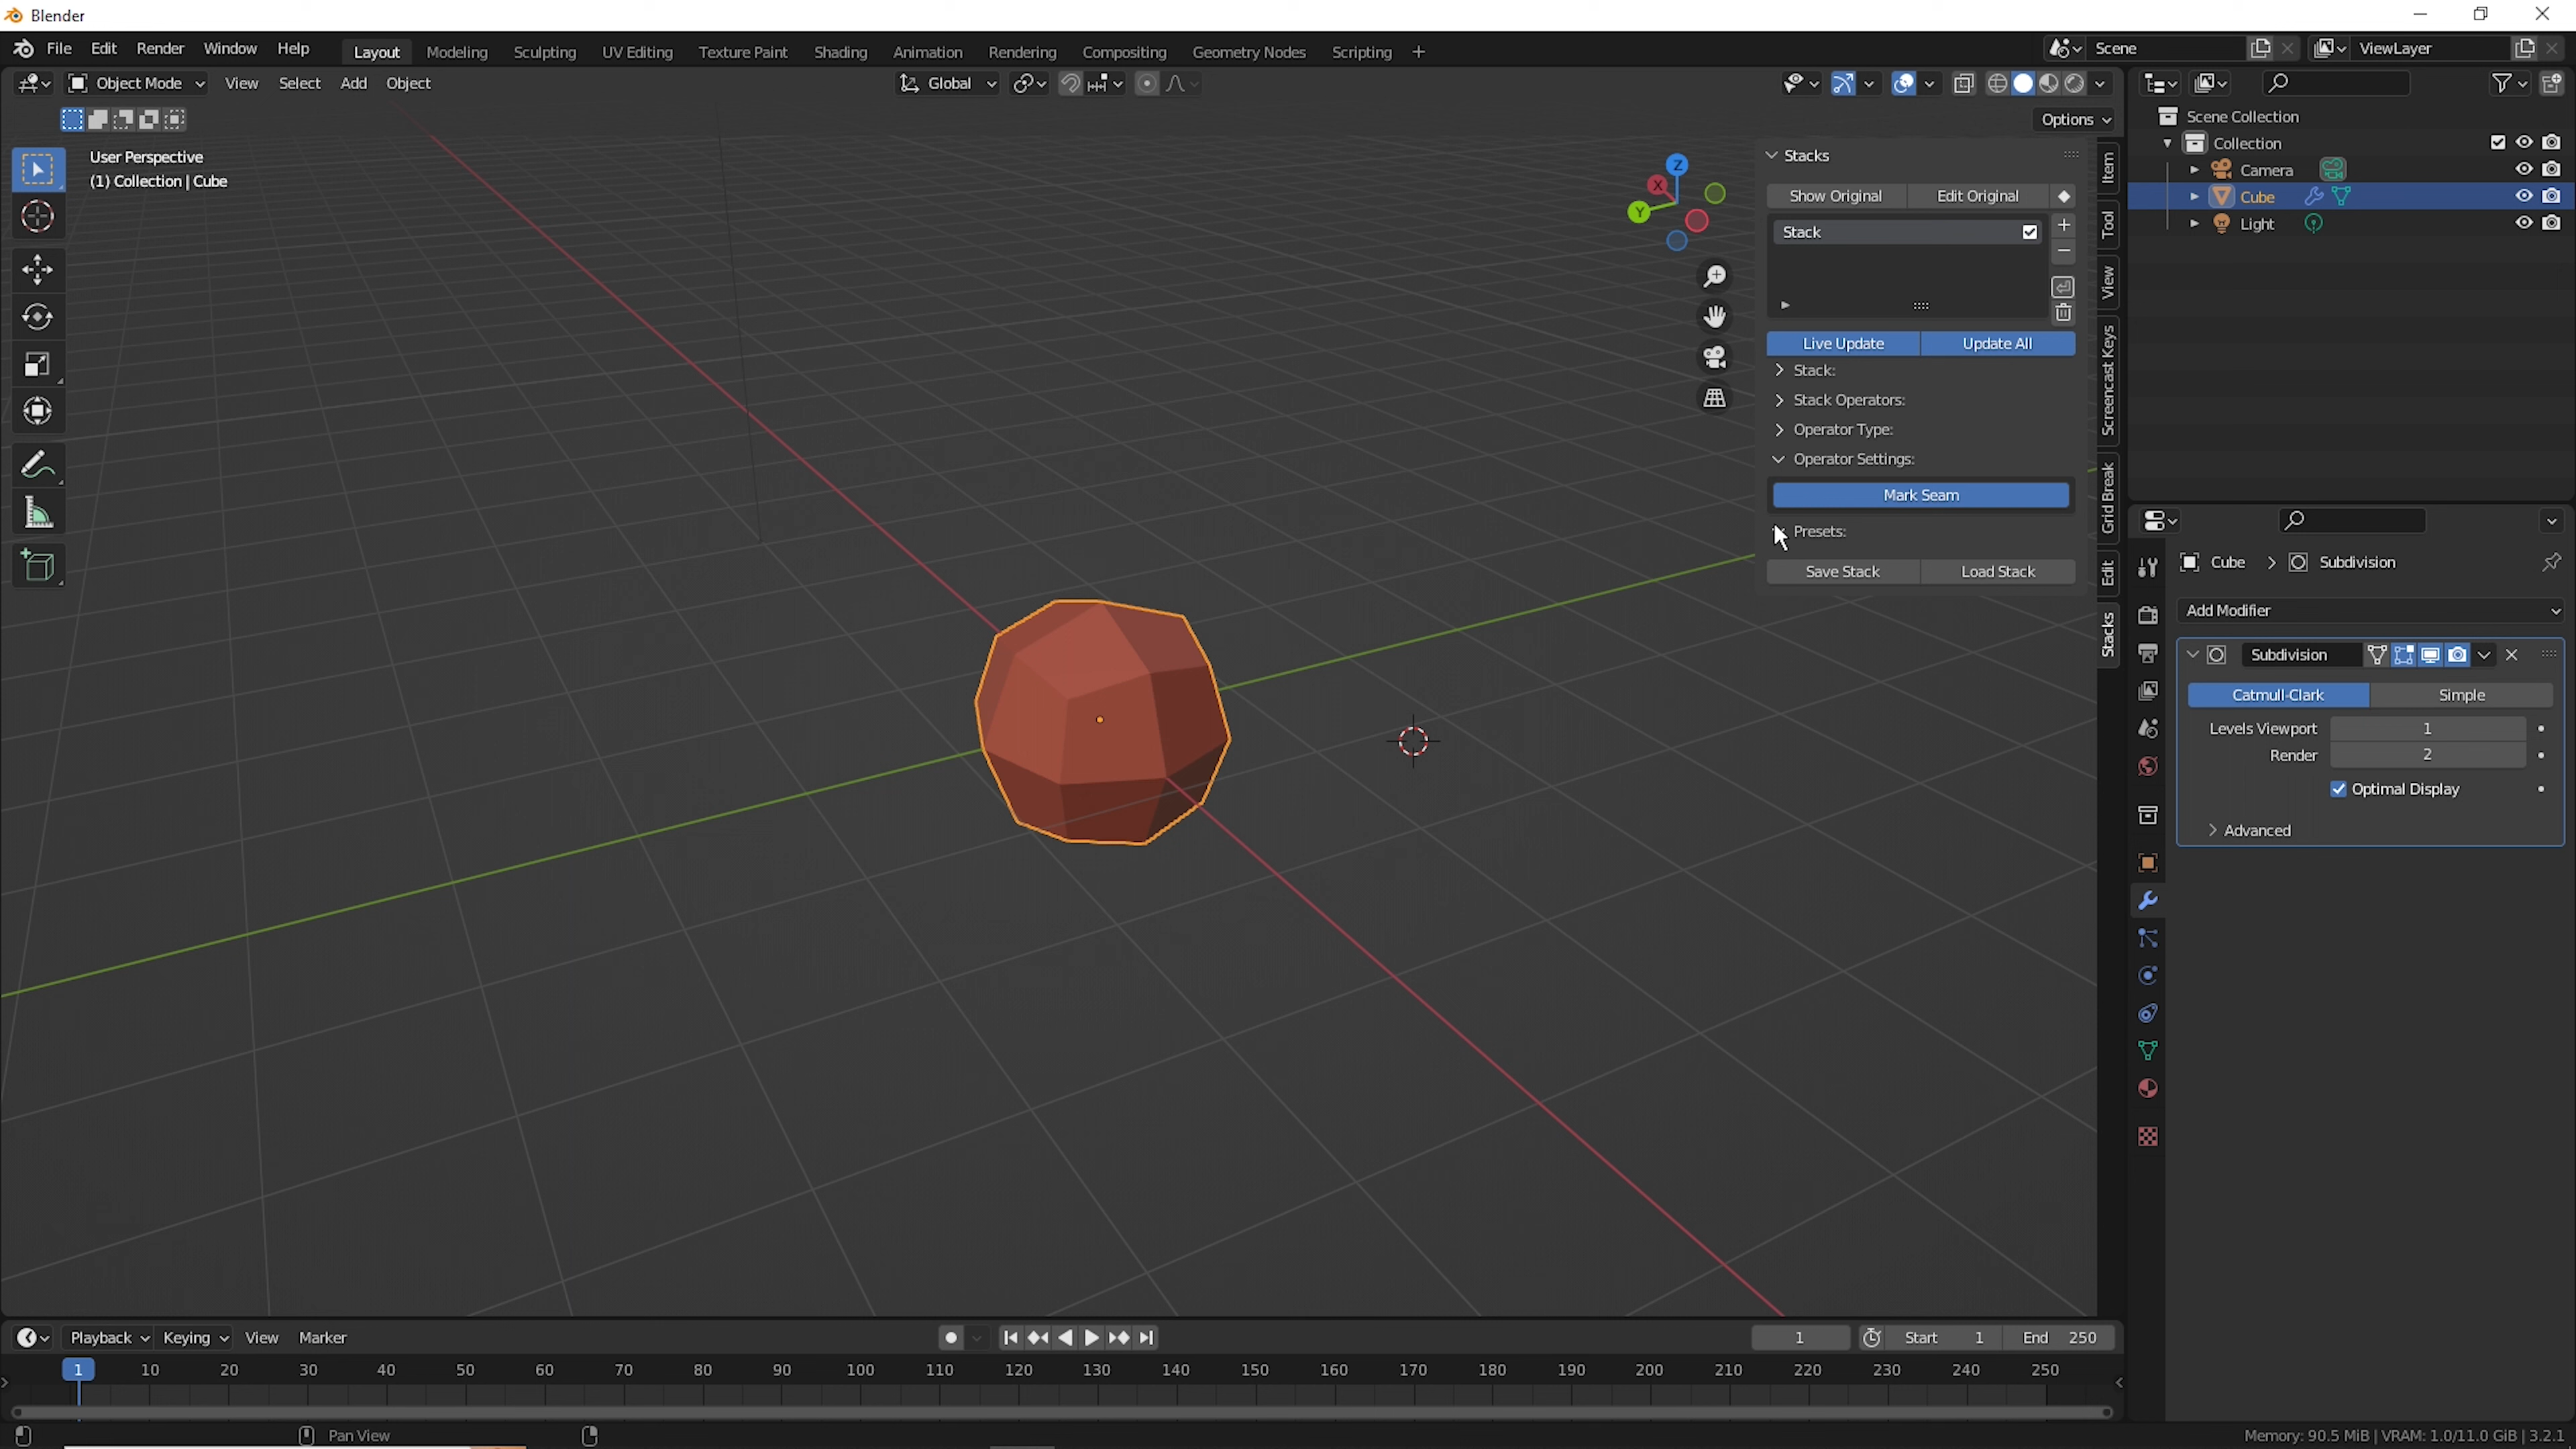 Blender
File Edit Render Window Help Layout Modeling Sculpting UV Editing Texture Paint Shading Animation Rendering Compositing Geometry Nodes Scripting + Scene ViewLayer
Object Mode View Select Add Object Global
Options
User Perspective
(1) Collection | Cube
Z
X
Y
Stacks
Show Original Edit Original
Stack
Live Update Update All
Stack:
Stack Operators:
Operator Type:
Operator Settings:
Mark Seam
Presets:
Save Stack Load Stack
Item
Tool
View
Screencast Keys
Grid Break
Edit
Stacks
Scene Collection
Collection
Camera
Cube
Light
Cube > Subdivision
Add Modifier
Subdivision
Catmull-Clark Simple
Levels Viewport 1
Render 2
Optimal Display
Advanced
Playback Keying View Marker 1 Start 1 End 250
1 10 20 30 40 50 60 70 80 90 100 110 120 130 140 150 160 170 180 190 200 210 220 230 240 250
Pan View
Memory: 90.5 MiB | VRAM: 1.0/11.0 GiB | 3.2.1